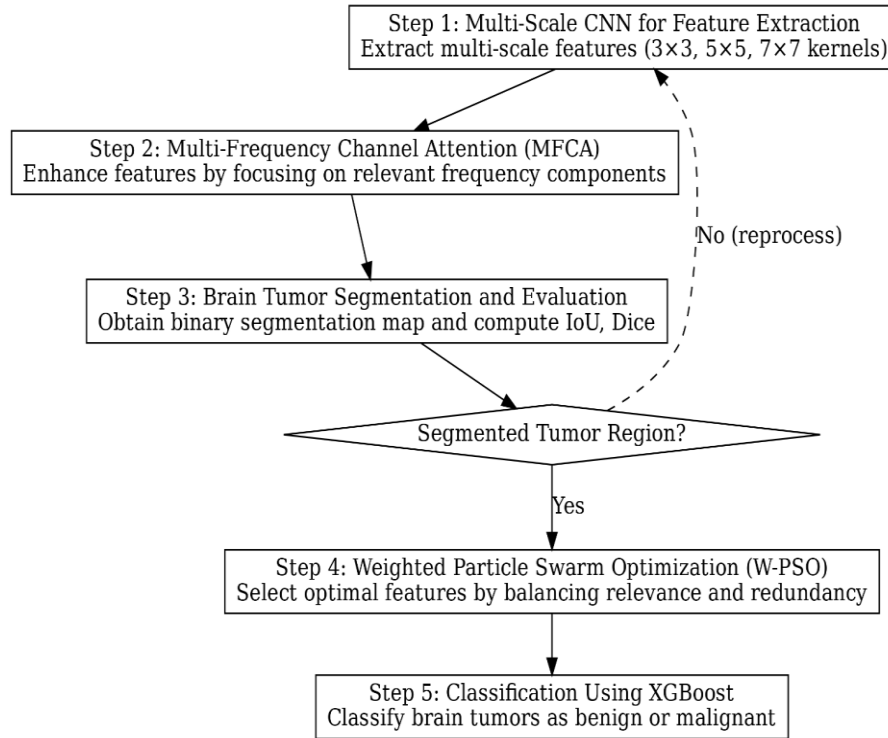 Step 1: Multi-Scale CNN for Feature Extraction
Extract multi-scale features (3×3, 5×5, 7×7 kernels)
Step 2: Multi-Frequency Channel Attention (MFCA)
Enhance features by focusing on relevant frequency components
No (reprocess)
Step 3: Brain Tumor Segmentation and Evaluation
Obtain binary segmentation map and compute IoU, Dice
Segmented Tumor Region?
Yes
Step 4: Weighted Particle Swarm Optimization (W-PSO)
Select optimal features by balancing relevance and redundancy
Step 5: Classification Using XGBoost
Classify brain tumors as benign or malignant